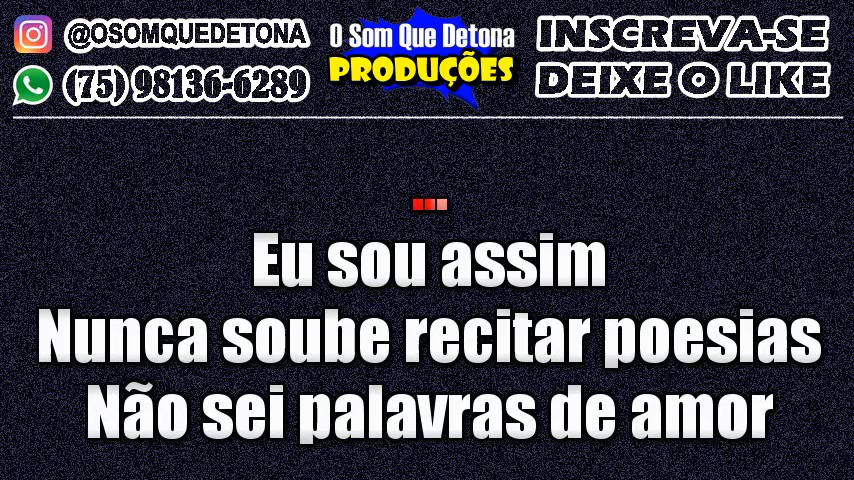 @OSOMQUEDETONA
(75) 98136-6289
O Som Que Detona
PRODUÇÕES
INSCREVA-SE
DEIXE O LIKE
Eu sou assim
Nunca soube recitar poesias
Não sei palavras de amor